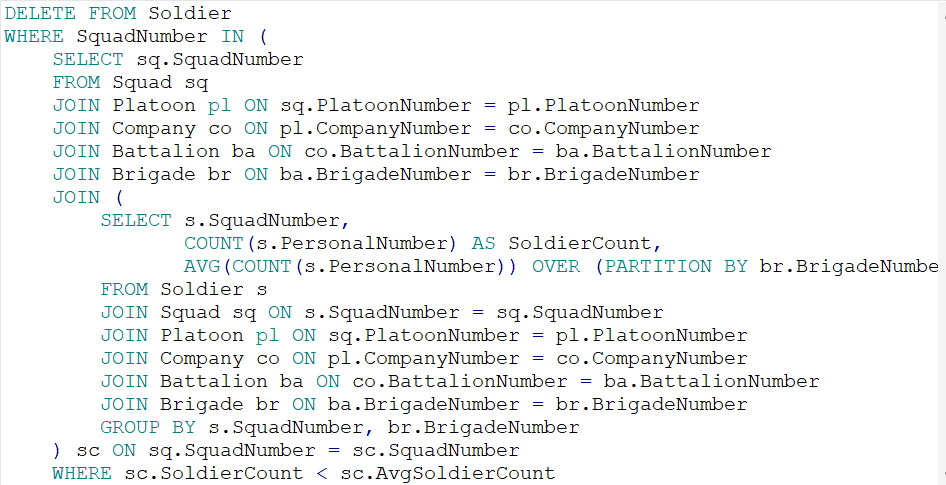 DELETE FROM Soldier
WHERE SquadNumber IN (
    SELECT sq.SquadNumber
    FROM Squad sq
    JOIN Platoon pl ON sq.PlatoonNumber = pl.PlatoonNumber
    JOIN Company co ON pl.CompanyNumber = co.CompanyNumber
    JOIN Battalion ba ON co.BattalionNumber = ba.BattalionNumber
    JOIN Brigade br ON ba.BrigadeNumber = br.BrigadeNumber
    JOIN (
        SELECT s.SquadNumber,
               COUNT(s.PersonalNumber) AS SoldierCount,
               AVG(COUNT(s.PersonalNumber)) OVER (PARTITION BY br.BrigadeNumbe
        FROM Soldier s
        JOIN Squad sq ON s.SquadNumber = sq.SquadNumber
        JOIN Platoon pl ON sq.PlatoonNumber = pl.PlatoonNumber
        JOIN Company co ON pl.CompanyNumber = co.CompanyNumber
        JOIN Battalion ba ON co.BattalionNumber = ba.BattalionNumber
        JOIN Brigade br ON ba.BrigadeNumber = br.BrigadeNumber
        GROUP BY s.SquadNumber, br.BrigadeNumber
    ) sc ON sq.SquadNumber = sc.SquadNumber
    WHERE sc.SoldierCount < sc.AvgSoldierCount